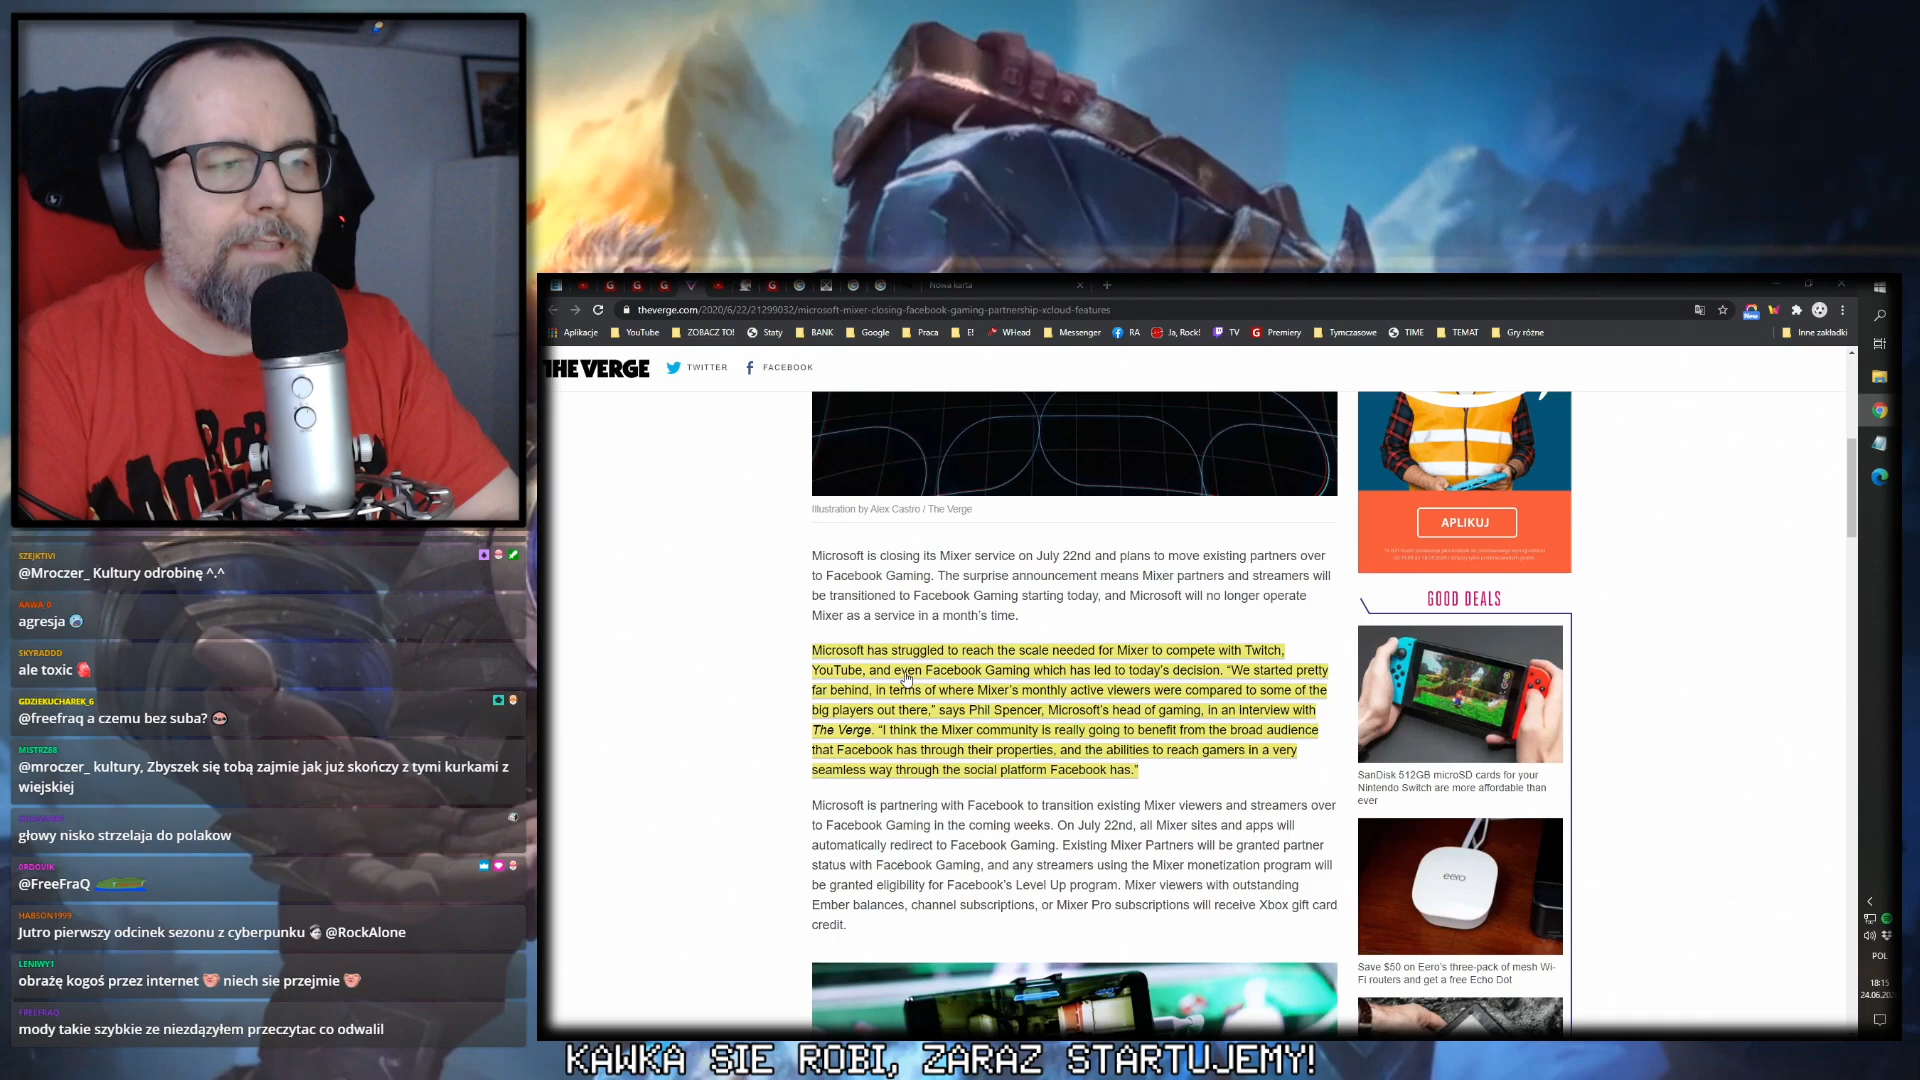 SZEJKTIVI
@Mroczer_ Kultury odrobinę ^.^
AAWA_0
agresja
SKYRADDD
ale toxic
GDZIEKUCHAREK_6
@freefraq a czemu bez suba?
MISTRZ88
@mroczer_ kultury, Zbyszek się tobą zajmie jak już skończy z tymi kurkami z
wiejskiej
głowy nisko strzelaja do polakow
0RDOVIK
@FreeFraQ
HABSON1999
Jutro pierwszy odcinek sezonu z cyberpunku @RockAlone
LENIWY1
obrażę kogoś przez internet niech sie przejmie
FREEFRAQ
mody takie szybkie ze niezdązyłem przeczytac co odwalil
Nowa karta
theverge.com/2020/6/22/21299032/microsoft-mixer-closing-facebook-gaming-partnership-xcloud-features
Aplikacje YouTube ZOBACZ TO! Staty BANK Google Praca E! WHead Messenger RA Ja, Rock! TV Premiery Tymczasowe TIME TEMAT Gry różne Inne zakładki
THE VERGE TWITTER FACEBOOK
Illustration by Alex Castro / The Verge
Microsoft is closing its Mixer service on July 22nd and plans to move existing partners over
to Facebook Gaming. The surprise announcement means Mixer partners and streamers will
be transitioned to Facebook Gaming starting today, and Microsoft will no longer operate
Mixer as a service in a month's time.
Microsoft has struggled to reach the scale needed for Mixer to compete with Twitch,
YouTube, and even Facebook Gaming which has led to today's decision. “We started pretty
far behind, in terms of where Mixer's monthly active viewers were compared to some of the
big players out there,” says Phil Spencer, Microsoft's head of gaming, in an interview with
The Verge. “I think the Mixer community is really going to benefit from the broad audience
that Facebook has through their properties, and the abilities to reach gamers in a very
seamless way through the social platform Facebook has.”
Microsoft is partnering with Facebook to transition existing Mixer viewers and streamers over
to Facebook Gaming in the coming weeks. On July 22nd, all Mixer sites and apps will
automatically redirect to Facebook Gaming. Existing Mixer Partners will be granted partner
status with Facebook Gaming, and any streamers using the Mixer monetization program will
be granted eligibility for Facebook's Level Up program. Mixer viewers with outstanding
Ember balances, channel subscriptions, or Mixer Pro subscriptions will receive Xbox gift card
credit.
APLIKUJ
GOOD DEALS
SanDisk 512GB microSD cards for your
Nintendo Switch are more affordable than
ever
eero
Save $50 on Eero's three-pack of mesh Wi-
Fi routers and get a free Echo Dot
POL
18:15
KAWKA SIE ROBI, ZARAZ STARTUJEMY!